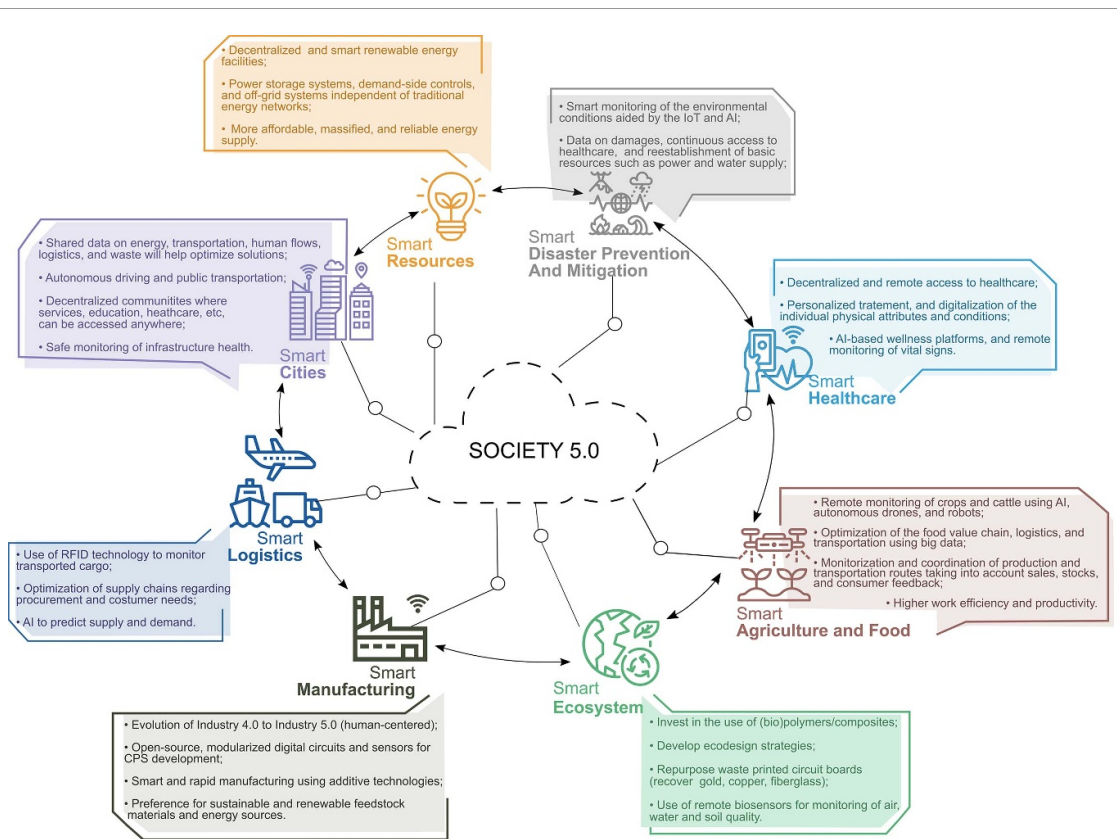 • Decentralized and smart renewable energy
facilities;
• Power storage systems, demand-side controls,
and off-grid systems independent of traditional
energy networks;
• More affordable, massified, and reliable energy
supply.
Smart
Resources
• Smart monitoring of the environmental
conditions aided by the IoT and AI;
• Data on damages, continuous access to
healthcare, and reestablishment of basic
resources such as power and water supply;
Smart
Disaster Prevention
And Mitigation
• Shared data on energy, transportation, human flows,
logistics, and waste will help optimize solutions;
• Autonomous driving and public transportation;
• Decentralized communitites where
services, education, heathcare, etc,
can be accessed anywhere;
• Safe monitoring of infrastructure health.
Smart
Cities
• Decentralized and remote access to healthcare;
• Personalized tratement, and digitalization of the
individual physical attributes and conditions;
• AI-based wellness platforms, and remote
monitoring of vital signs.
Smart
Healthcare
SOCIETY 5.0
Smart
Logistics
• Use of RFID technology to monitor
transported cargo;
• Optimization of supply chains regarding
procurement and costumer needs;
• AI to predict supply and demand.
• Remote monitoring of crops and cattle using AI,
autonomous drones, and robots;
• Optimization of the food value chain, logistics, and
transportation using big data;
• Monitorization and coordination of production and
transportation routes taking into account sales, stocks,
and consumer feedback;
• Higher work efficiency and productivity.
Smart
Agriculture and Food
Smart
Manufacturing
• Evolution of Industry 4.0 to Industry 5.0 (human-centered);
• Open-source, modularized digital circuits and sensors for
CPS development;
• Smart and rapid manufacturing using additive technologies;
• Preference for sustainable and renewable feedstock
materials and energy sources.
Smart
Ecosystem
• Invest in the use of (bio)polymers/composites;
• Develop ecodesign strategies;
• Repurpose waste printed circuit boards
(recover gold, copper, fiberglass);
• Use of remote biosensors for monitoring of air,
water and soil quality.